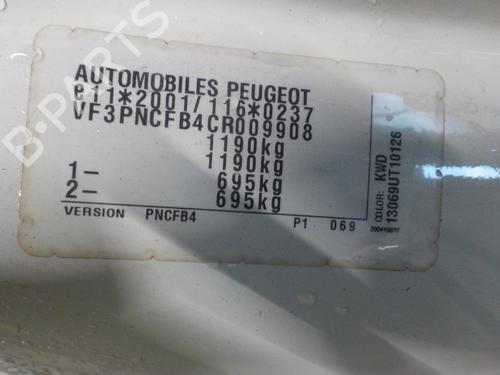 B-PARTS
AUTOMOBILES PEUGEOT
e11*2001/116*0237
VF3PNCFB4CR009908
1190kg
1190kg
1- 695kg
2- 695kg
VERSION PNCFB4 P1 069
COLOR: KWD
13069UT10126